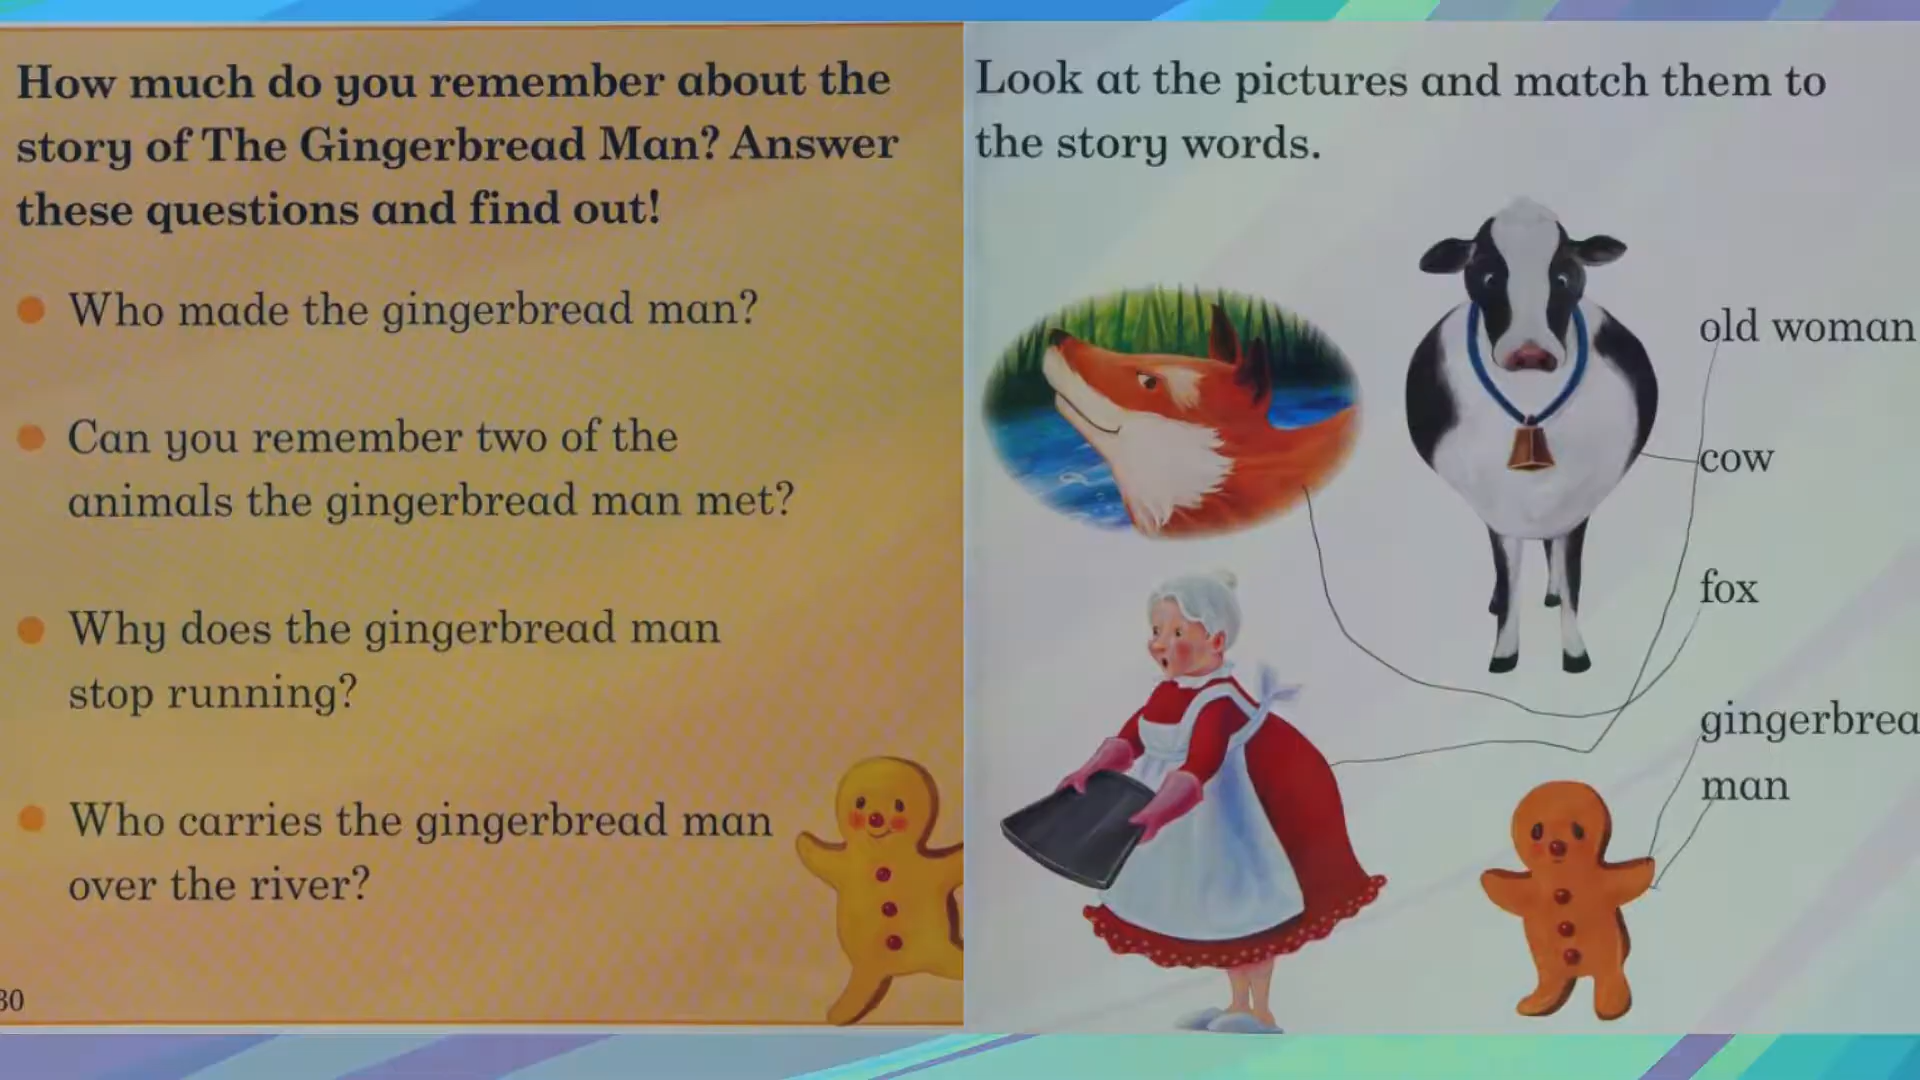 How much do you remember about the
story of The Gingerbread Man? Answer
these questions and find out!
Who made the gingerbread man?
Can you remember two of the
animals the gingerbread man met?
Why does the gingerbread man
stop running?
Who carries the gingerbread man
over the river?
30
Look at the pictures and match them to
the story words.
old woman
cow
fox
gingerbrea
man